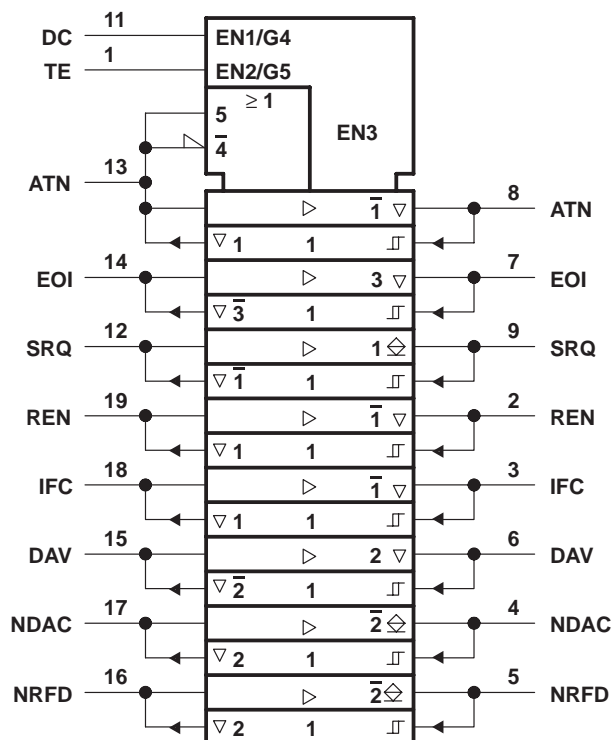 11
DC EN1/G4
1
TE EN2/G5
≥ 1
5
EN3
4̅
13
ATN
8
1̅ ▽ ATN
▽ 1 1
14 7
EOI 3 ▽ EOI
▽ 3̅ 1
12 9
SRQ 1 SRQ
▽ 1̅ 1
19 2
REN 1̅ ▽ REN
▽ 1 1
18 3
IFC 1̅ ▽ IFC
▽ 1 1
15 6
DAV 2 ▽ DAV
▽ 2̅ 1
17 4
NDAC 2̅ NDAC
▽ 2 1
16 5
NRFD 2̅ NRFD
▽ 2 1